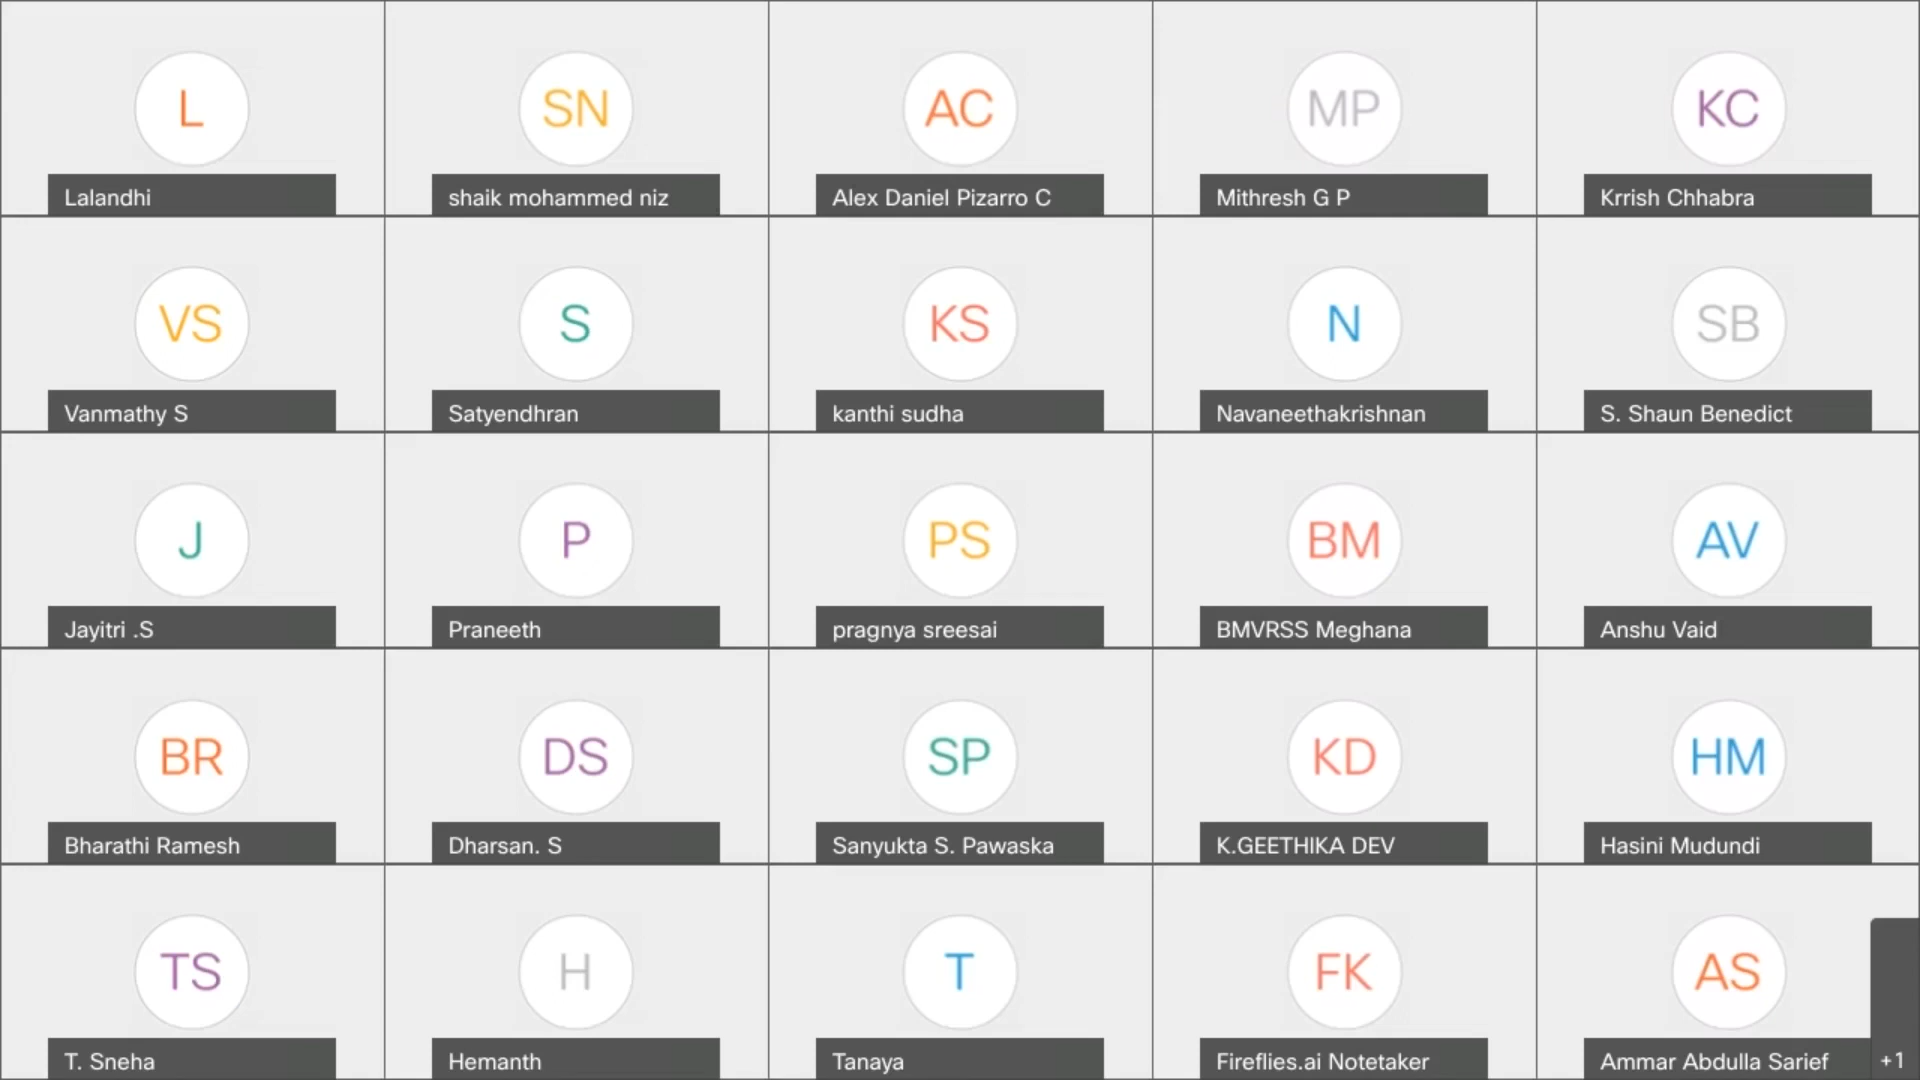 L
SN
AC
MP
KC
Lalandhi
shaik mohammed niz
Alex Daniel Pizarro C
Mithresh G P
Krrish Chhabra
VS
S
KS
N
SB
Vanmathy S
Satyendhran
kanthi sudha
Navaneethakrishnan
S. Shaun Benedict
J
P
PS
BM
AV
Jayitri .S
Praneeth
pragnya sreesai
BMVRSS Meghana
Anshu Vaid
BR
DS
SP
KD
HM
Bharathi Ramesh
Dharsan. S
Sanyukta S. Pawaska
K.GEETHIKA DEV
Hasini Mudundi
TS
H
T
FK
AS
T. Sneha
Hemanth
Tanaya
Fireflies.ai Notetaker
Ammar Abdulla Sarief
+1